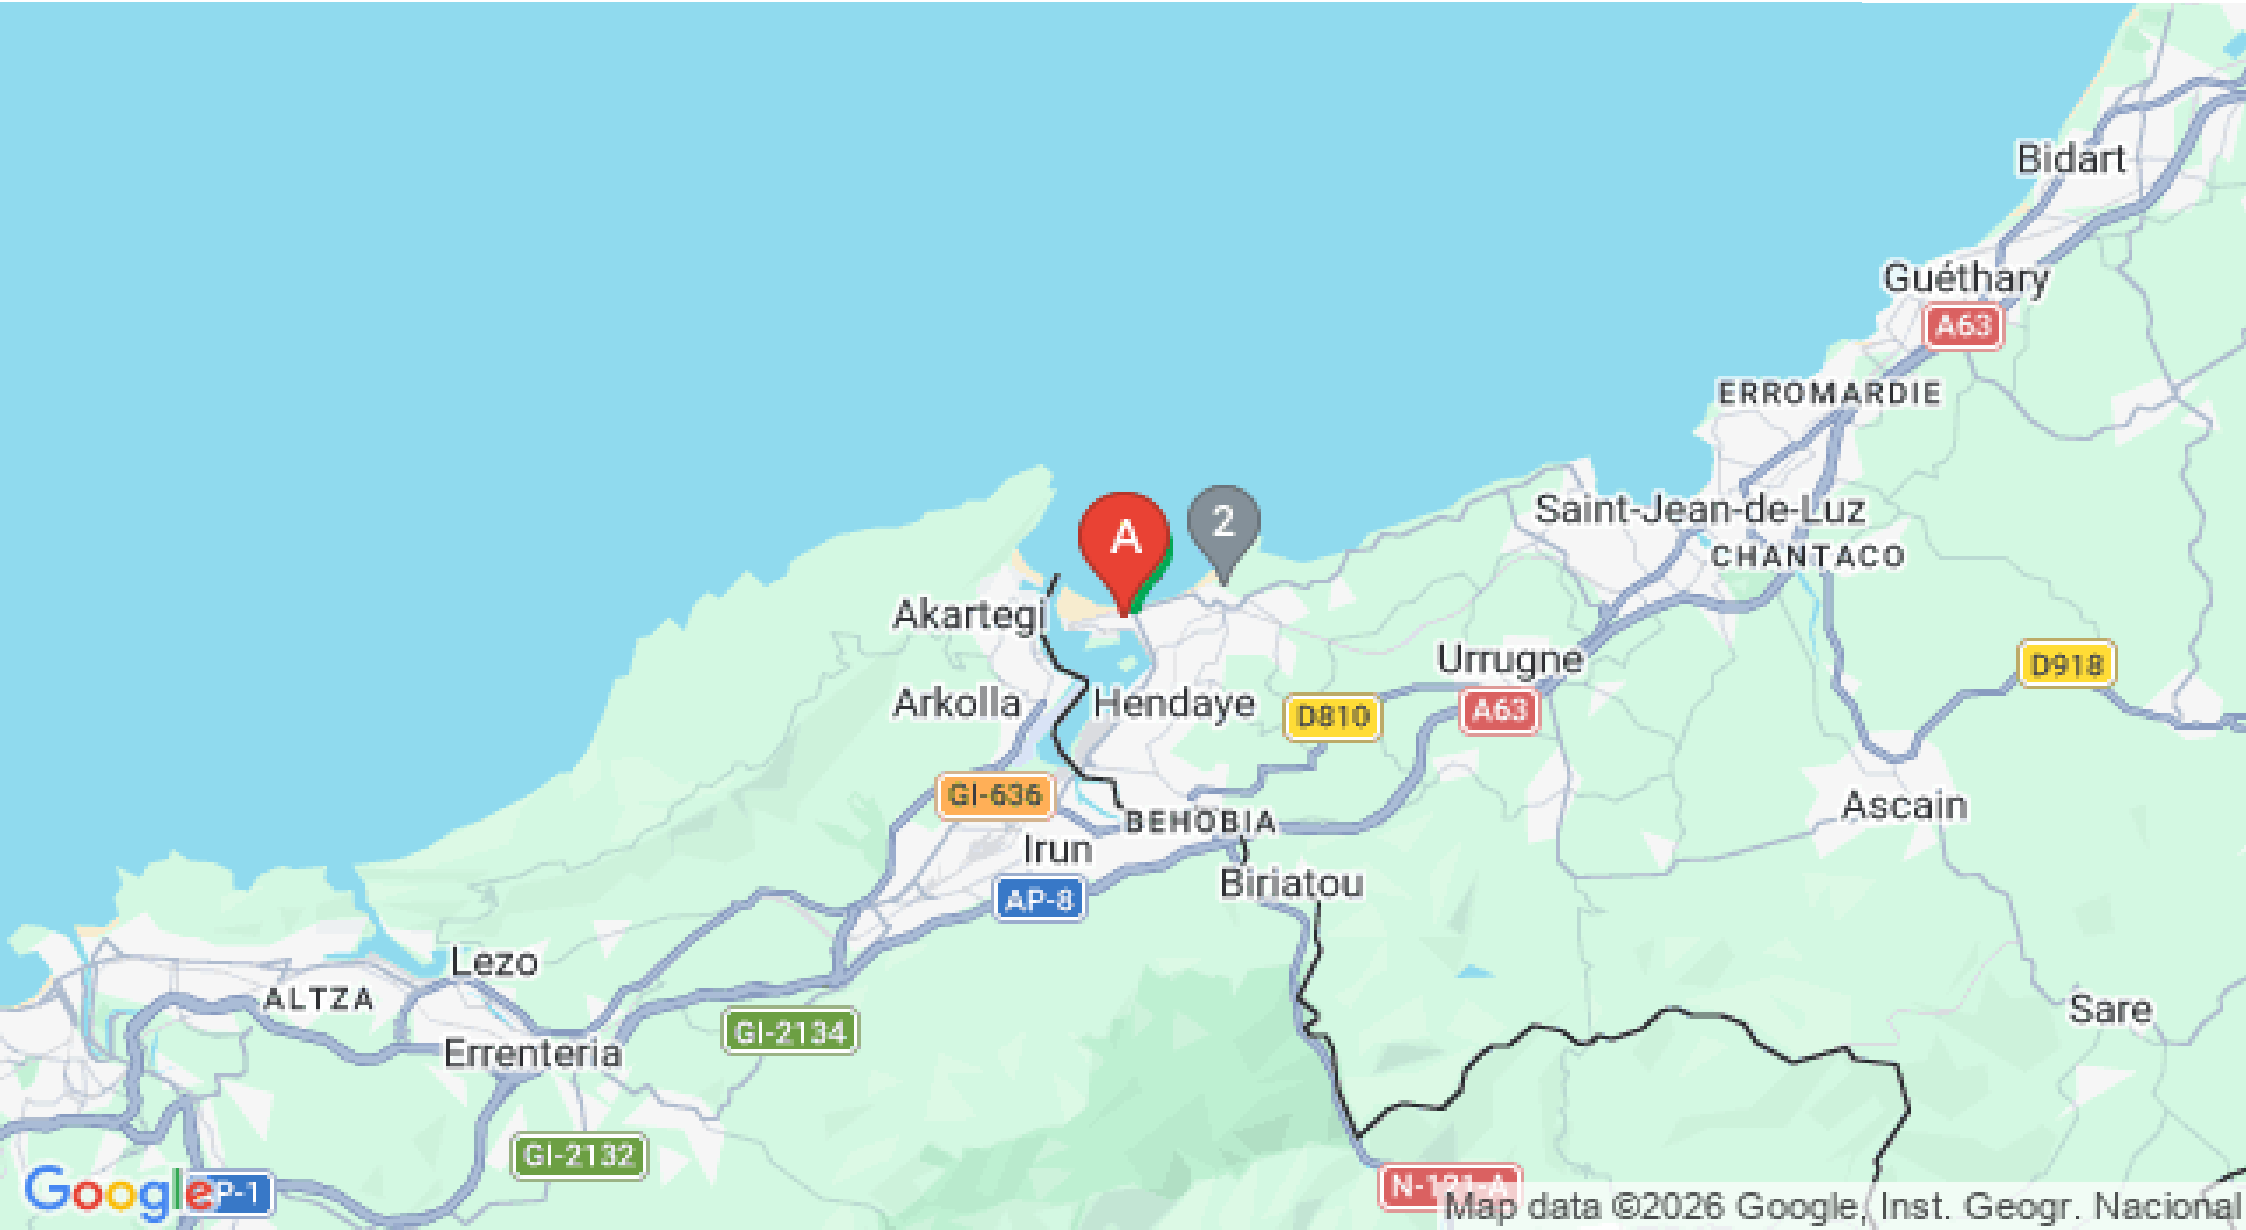 Bidart
Guéthary
A63
ERROMARDIE
Saint-Jean-de-Luz
A
2
CHANTACO
Akartegi
Urrugne
D918
Arkolla
Hendaye
D810
A63
GI-636
Ascain
BEHOBIA
Irun
Biriatou
AP-8
Lezo
ALTZA
Sare
GI-2134
Errenteria
GI-2132
N-121-A
Google
P-1
Map data ©2026 Google, Inst. Geogr. Nacional